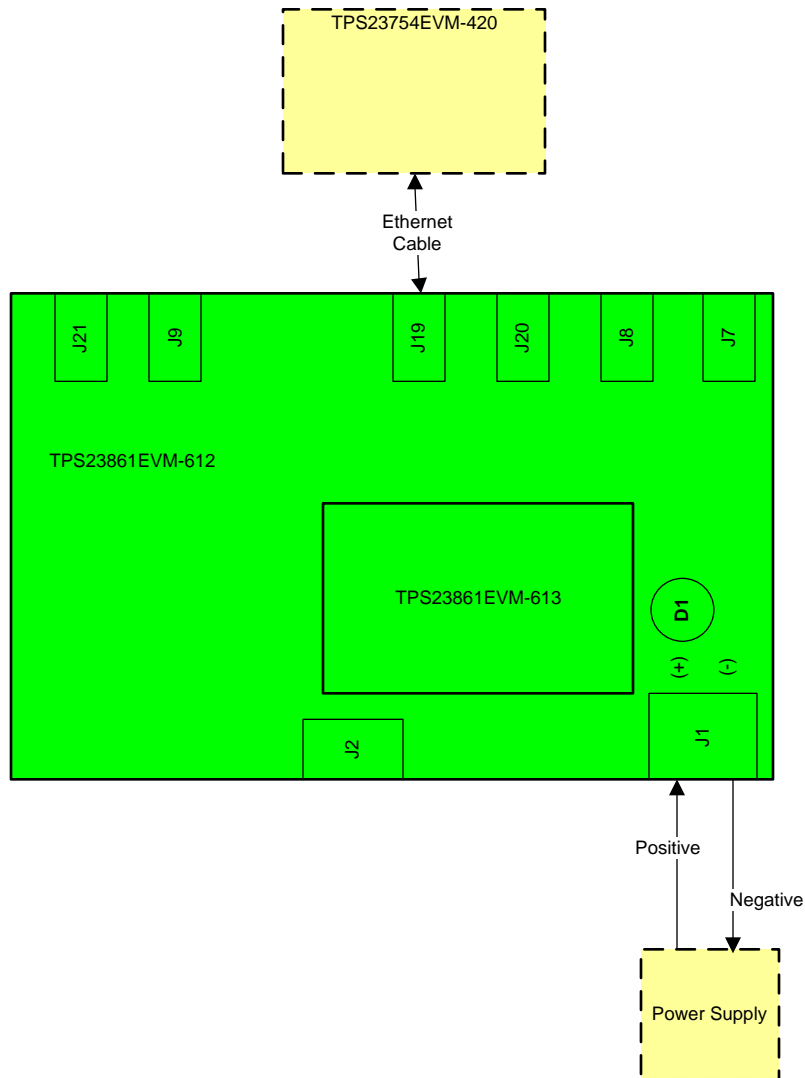 TPS23754EVM-420
Ethernet
Cable
J21
J9
J19
J20
J8
J7
TPS23861EVM-612
TPS23861EVM-613
D1
(+)
(-)
J2
J1
Positive
Negative
Power Supply